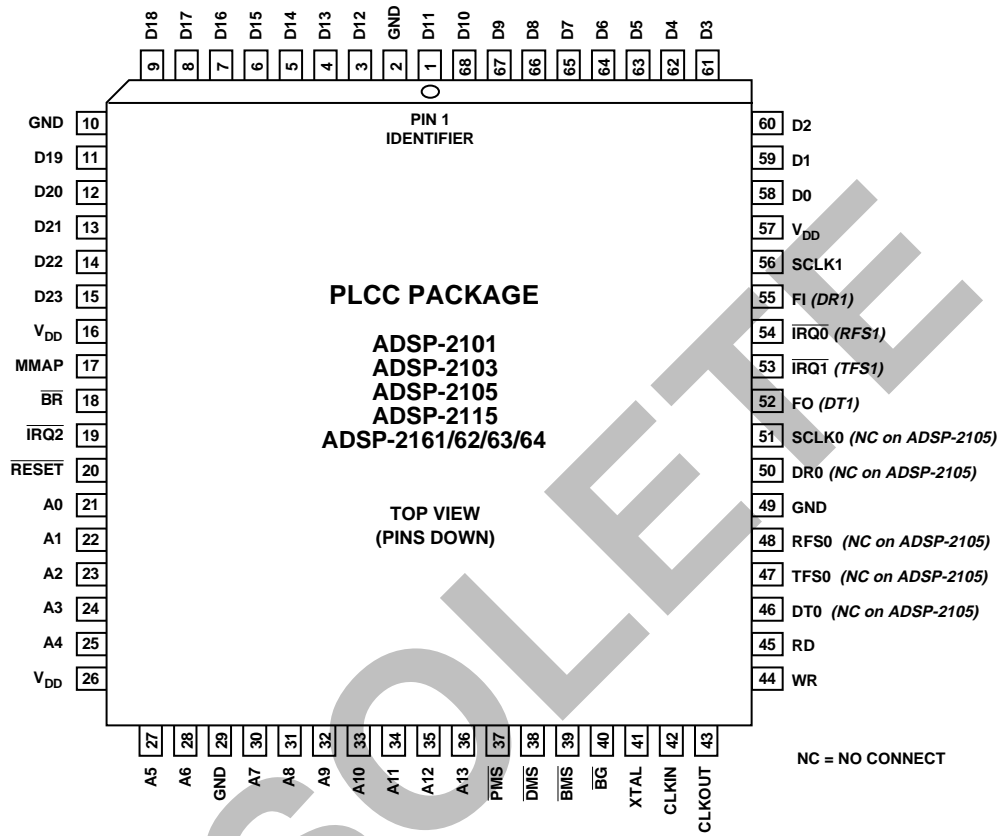 D18 D17 D16 D15 D14 D13 D12 GND D11 D10 D9 D8 D7 D6 D5 D4 D3
9 8 7 6 5 4 3 2 1 68 67 66 65 64 63 62 61
PIN 1
IDENTIFIER
GND 10
D19 11
D20 12
D21 13
D22 14
D23 15
VDD 16
MMAP 17
BR 18
IRQ2 19
RESET 20
A0 21
A1 22
A2 23
A3 24
A4 25
VDD 26
PLCC PACKAGE
ADSP-2101
ADSP-2103
ADSP-2105
ADSP-2115
ADSP-2161/62/63/64
TOP VIEW
(PINS DOWN)
60 D2
59 D1
58 D0
57 VDD
56 SCLK1
55 FI (DR1)
54 IRQ0 (RFS1)
53 IRQ1 (TFS1)
52 FO (DT1)
51 SCLK0 (NC on ADSP-2105)
50 DR0 (NC on ADSP-2105)
49 GND
48 RFS0 (NC on ADSP-2105)
47 TFS0 (NC on ADSP-2105)
46 DT0 (NC on ADSP-2105)
45 RD
44 WR
27 28 29 30 31 32 33 34 35 36 37 38 39 40 41 42 43
A5 A6 GND A7 A8 A9 A10 A11 A12 A13 PMS DMS BMS BG XTAL CLKIN CLKOUT
NC = NO CONNECT
SOLETE